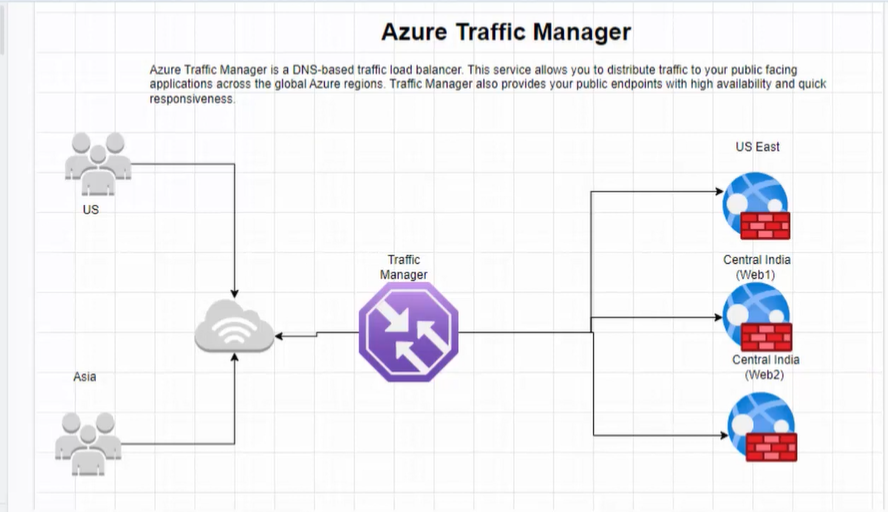 Azure Traffic Manager
Azure Traffic Manager is a DNS-based traffic load balancer. This service allows you to distribute traffic to your public facing
applications across the global Azure regions. Traffic Manager also provides your public endpoints with high availability and quick
responsiveness.
US East
US
Traffic
Manager
Central India
(Web1)
Central India
(Web2)
Asia